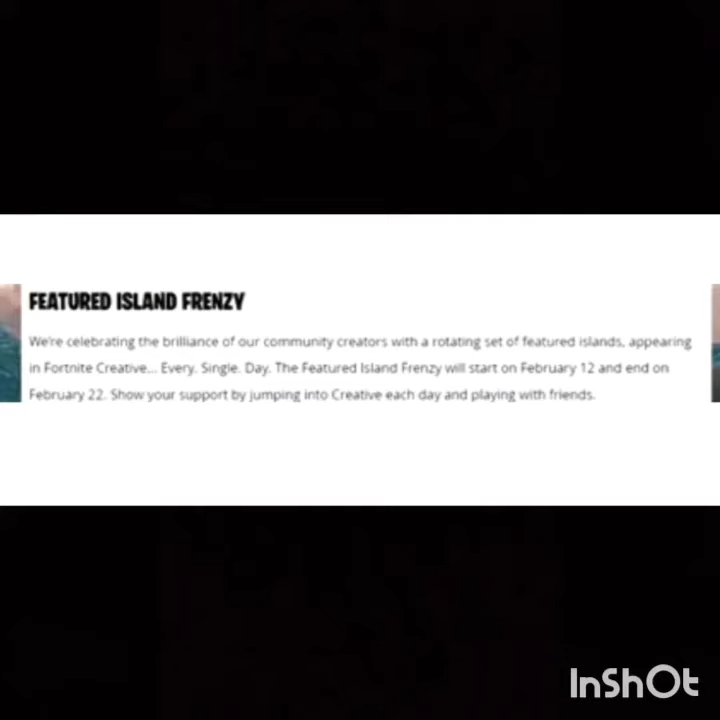 FEATURED ISLAND FRENZY
We're celebrating the brilliance of our community creators with a rotating set of featured islands, appearing
in Fortnite Creative... Every. Single. Day. The Featured Island Frenzy will start on February 12 and end on
February 22. Show your support by jumping into Creative each day and playing with friends.
InShOt